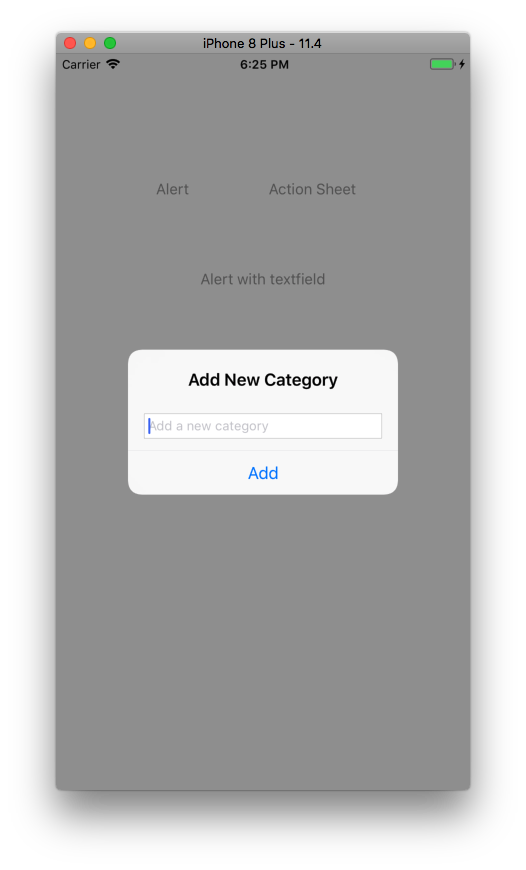 iPhone 8 Plus - 11.4
Carrier 6:25 PM
Alert Action Sheet
Alert with textfield
Add New Category
Add a new category
Add